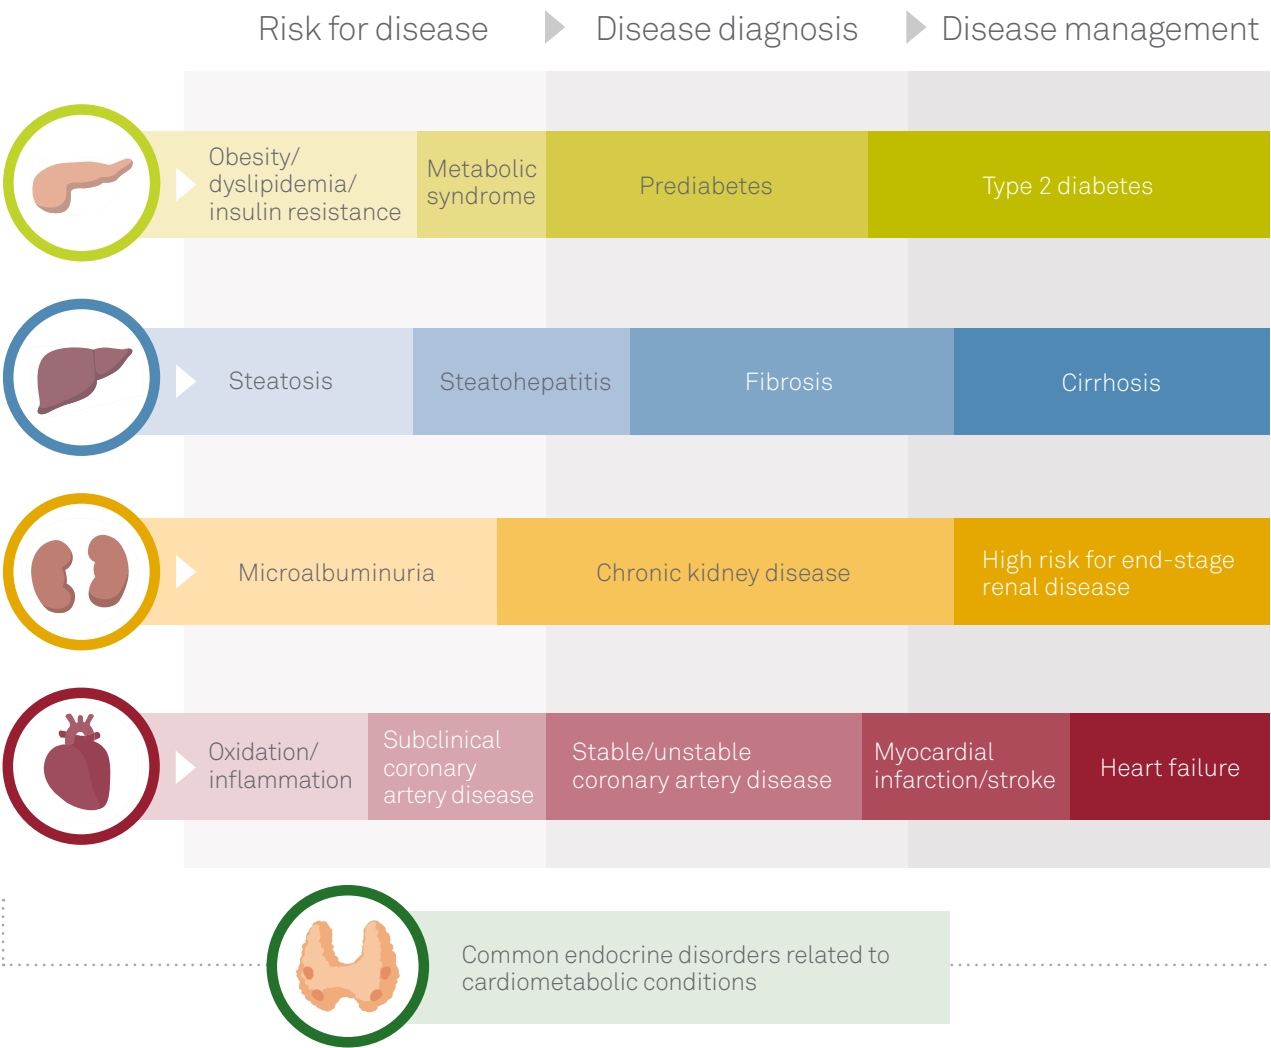 Risk for disease
Disease diagnosis
Disease management
Obesity/
dyslipidemia/
insulin resistance
Metabolic
syndrome
Prediabetes
Type 2 diabetes
Steatosis
Steatohepatitis
Fibrosis
Cirrhosis
Microalbuminuria
Chronic kidney disease
High risk for end-stage
renal disease
Oxidation/
inflammation
Subclinical
coronary
artery disease
Stable/unstable
coronary artery disease
Myocardial
infarction/stroke
Heart failure
Common endocrine disorders related to
cardiometabolic conditions